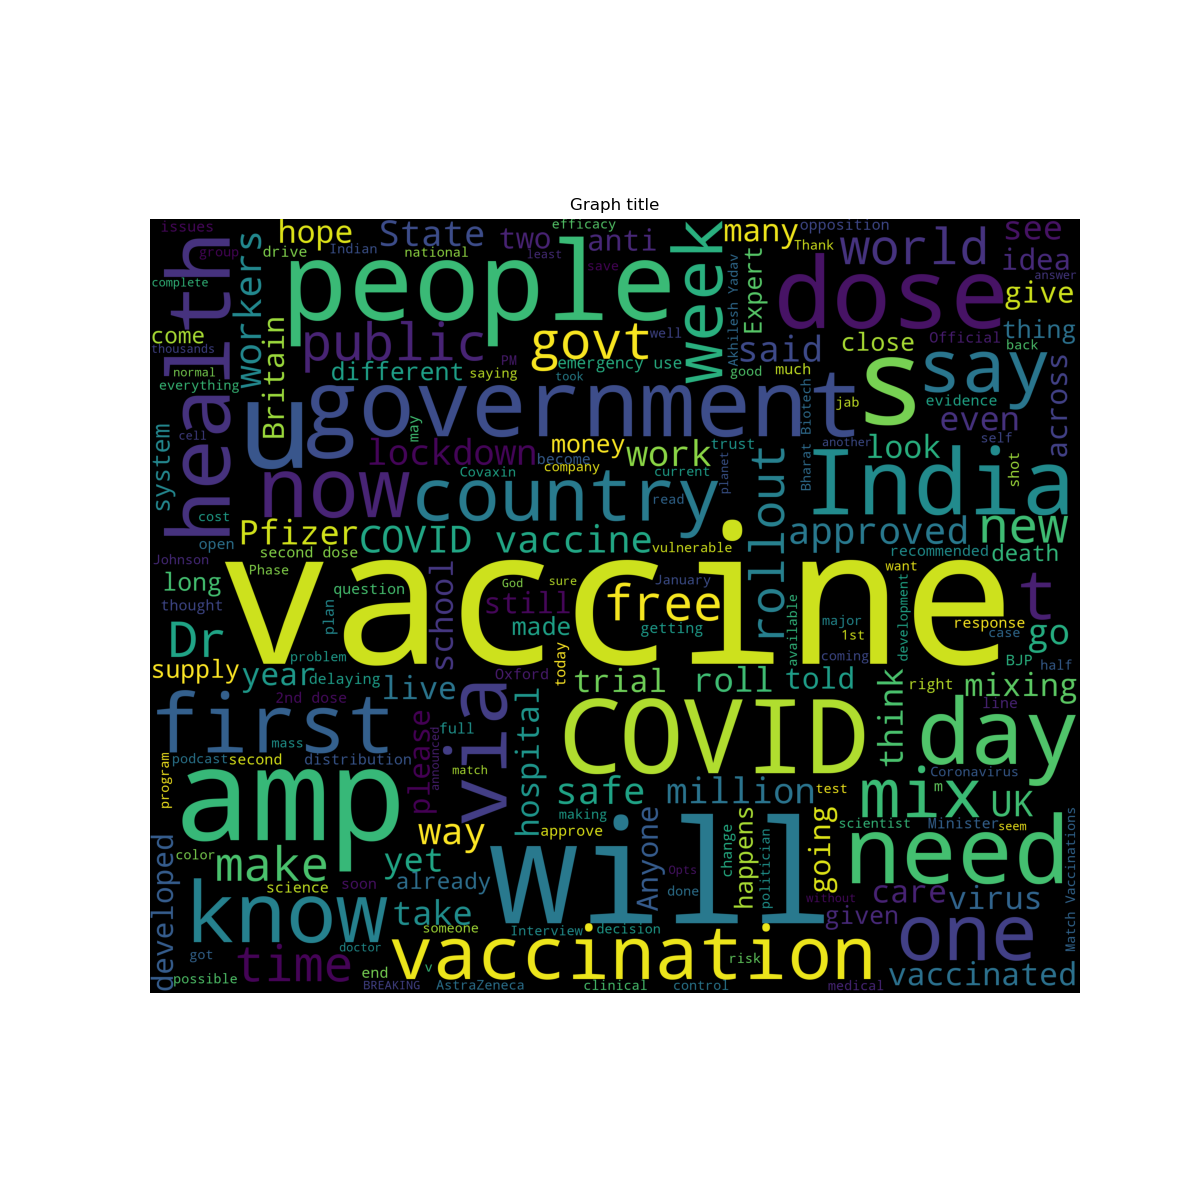 Graph title
issues
hope
State
two
efficacy
anti
week
many
opposition
see
group
drive
Indian
national
least
save
Thank
world
idea
health
workers
people
dose
answer
complete
Akhilesh Yadav
Expert
give
come
thousands
Britain
public
govt
well
said
close
Official
thing
back
normal
everything
different
PM
saying
took
emergency use
good
much
s
say
across
u
government
jab
evidence
even
system
cell
may
lockdown
become
money
work
trust
Bharat Biotech
another
look
self
shot
now
Covaxin
company
current
planet
rollout
India
country
read
cost
open
Pfizer
COVID vaccine
vulnerable
approved
new
second dose
recommended
death
Johnson
Phase
vaccine
want
long
question
God
sure
January
t
thought
plan
school
still
free
available
major
development
response
Dr
made
getting
1st
case
go
problem
today
coming
BJP
half
supply
year
delaying
live
Oxford
trial
roll
told
think
right
mixing
first
2nd dose
via
hospital
COVID
line
day
mass
please
announced
full
program
podcast
second
distribution
match
Coronavirus
amp
safe
million
test
mix
m
UK
making
developed
way
approve
Anyone
change
happens
politician
going
scientist
Minister
seem
need
Match Vaccinations
color
make
yet
will
science
soon
already
Opts
done
without
care
virus
know
take
someone
Interview
decision
given
one
got
time
doctor
vaccination
risk
possible
end
v
vaccinated
BREAKING
AstraZeneca
clinical
control
medical